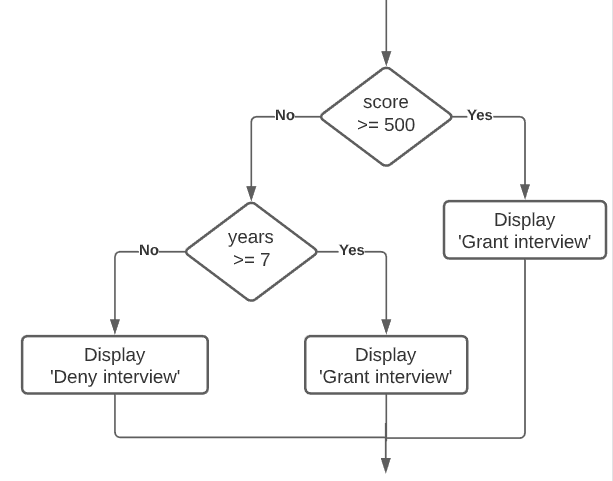 score
>= 500
No
Yes
Display
'Grant interview'
years
>= 7
No
Yes
Display
'Deny interview'
Display
'Grant interview'